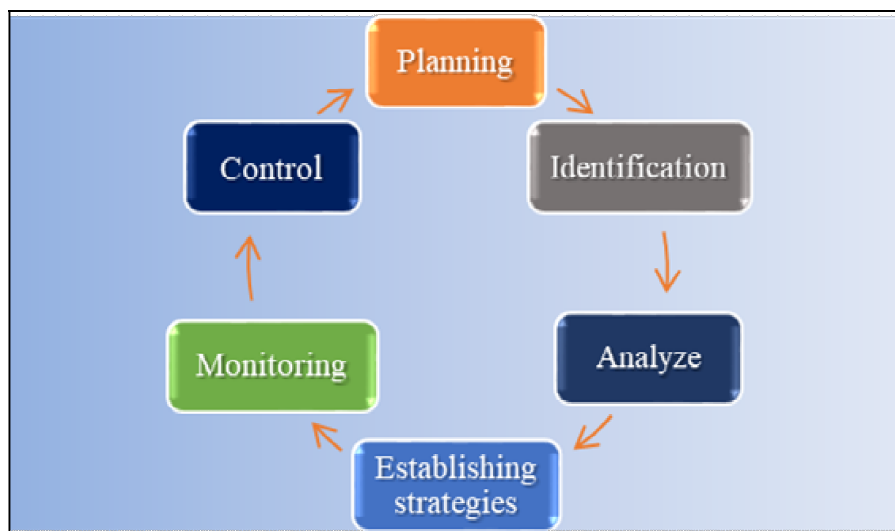 Planning
Identification
Analyze
Establishing
strategies
Monitoring
Control